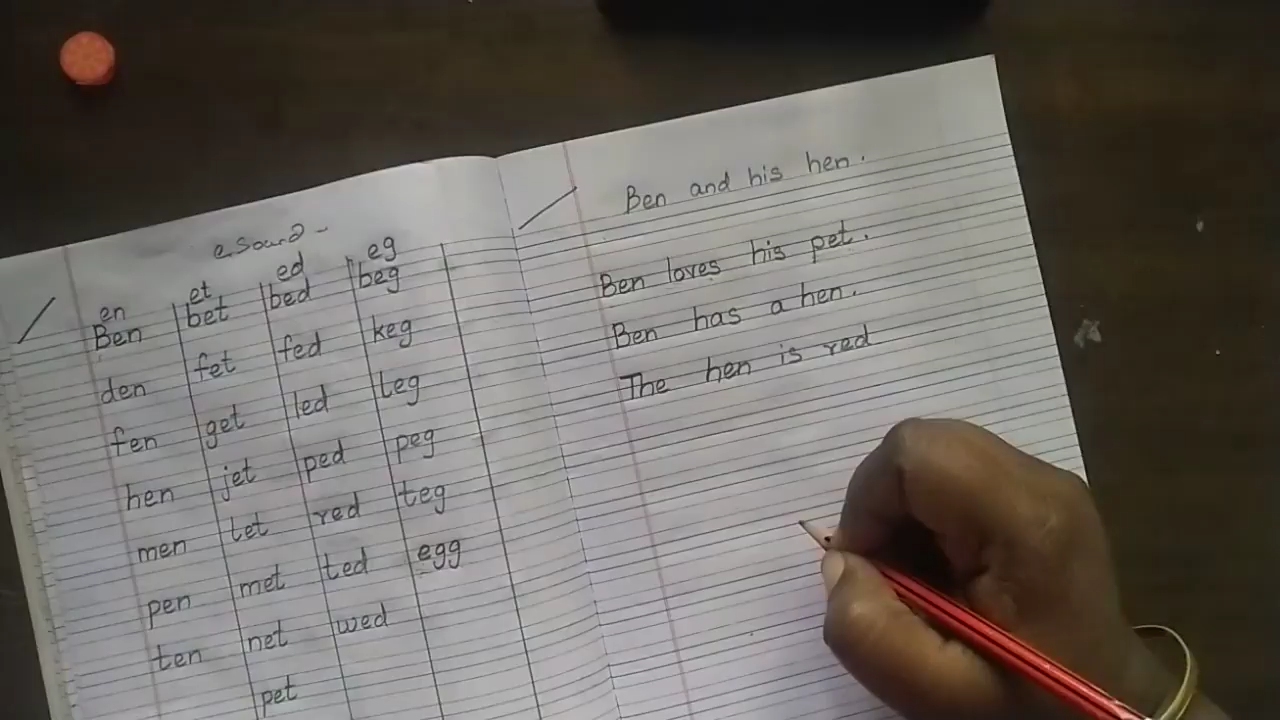 e Sound -
en et ed eg
Ben bet bed beg
den fet fed keg
fen get led leg
hen jet ped peg
men let red teg
pen met ted egg
ten net wed
pet
Ben and his hen.
Ben loves his pet.
Ben has a hen.
The hen is red